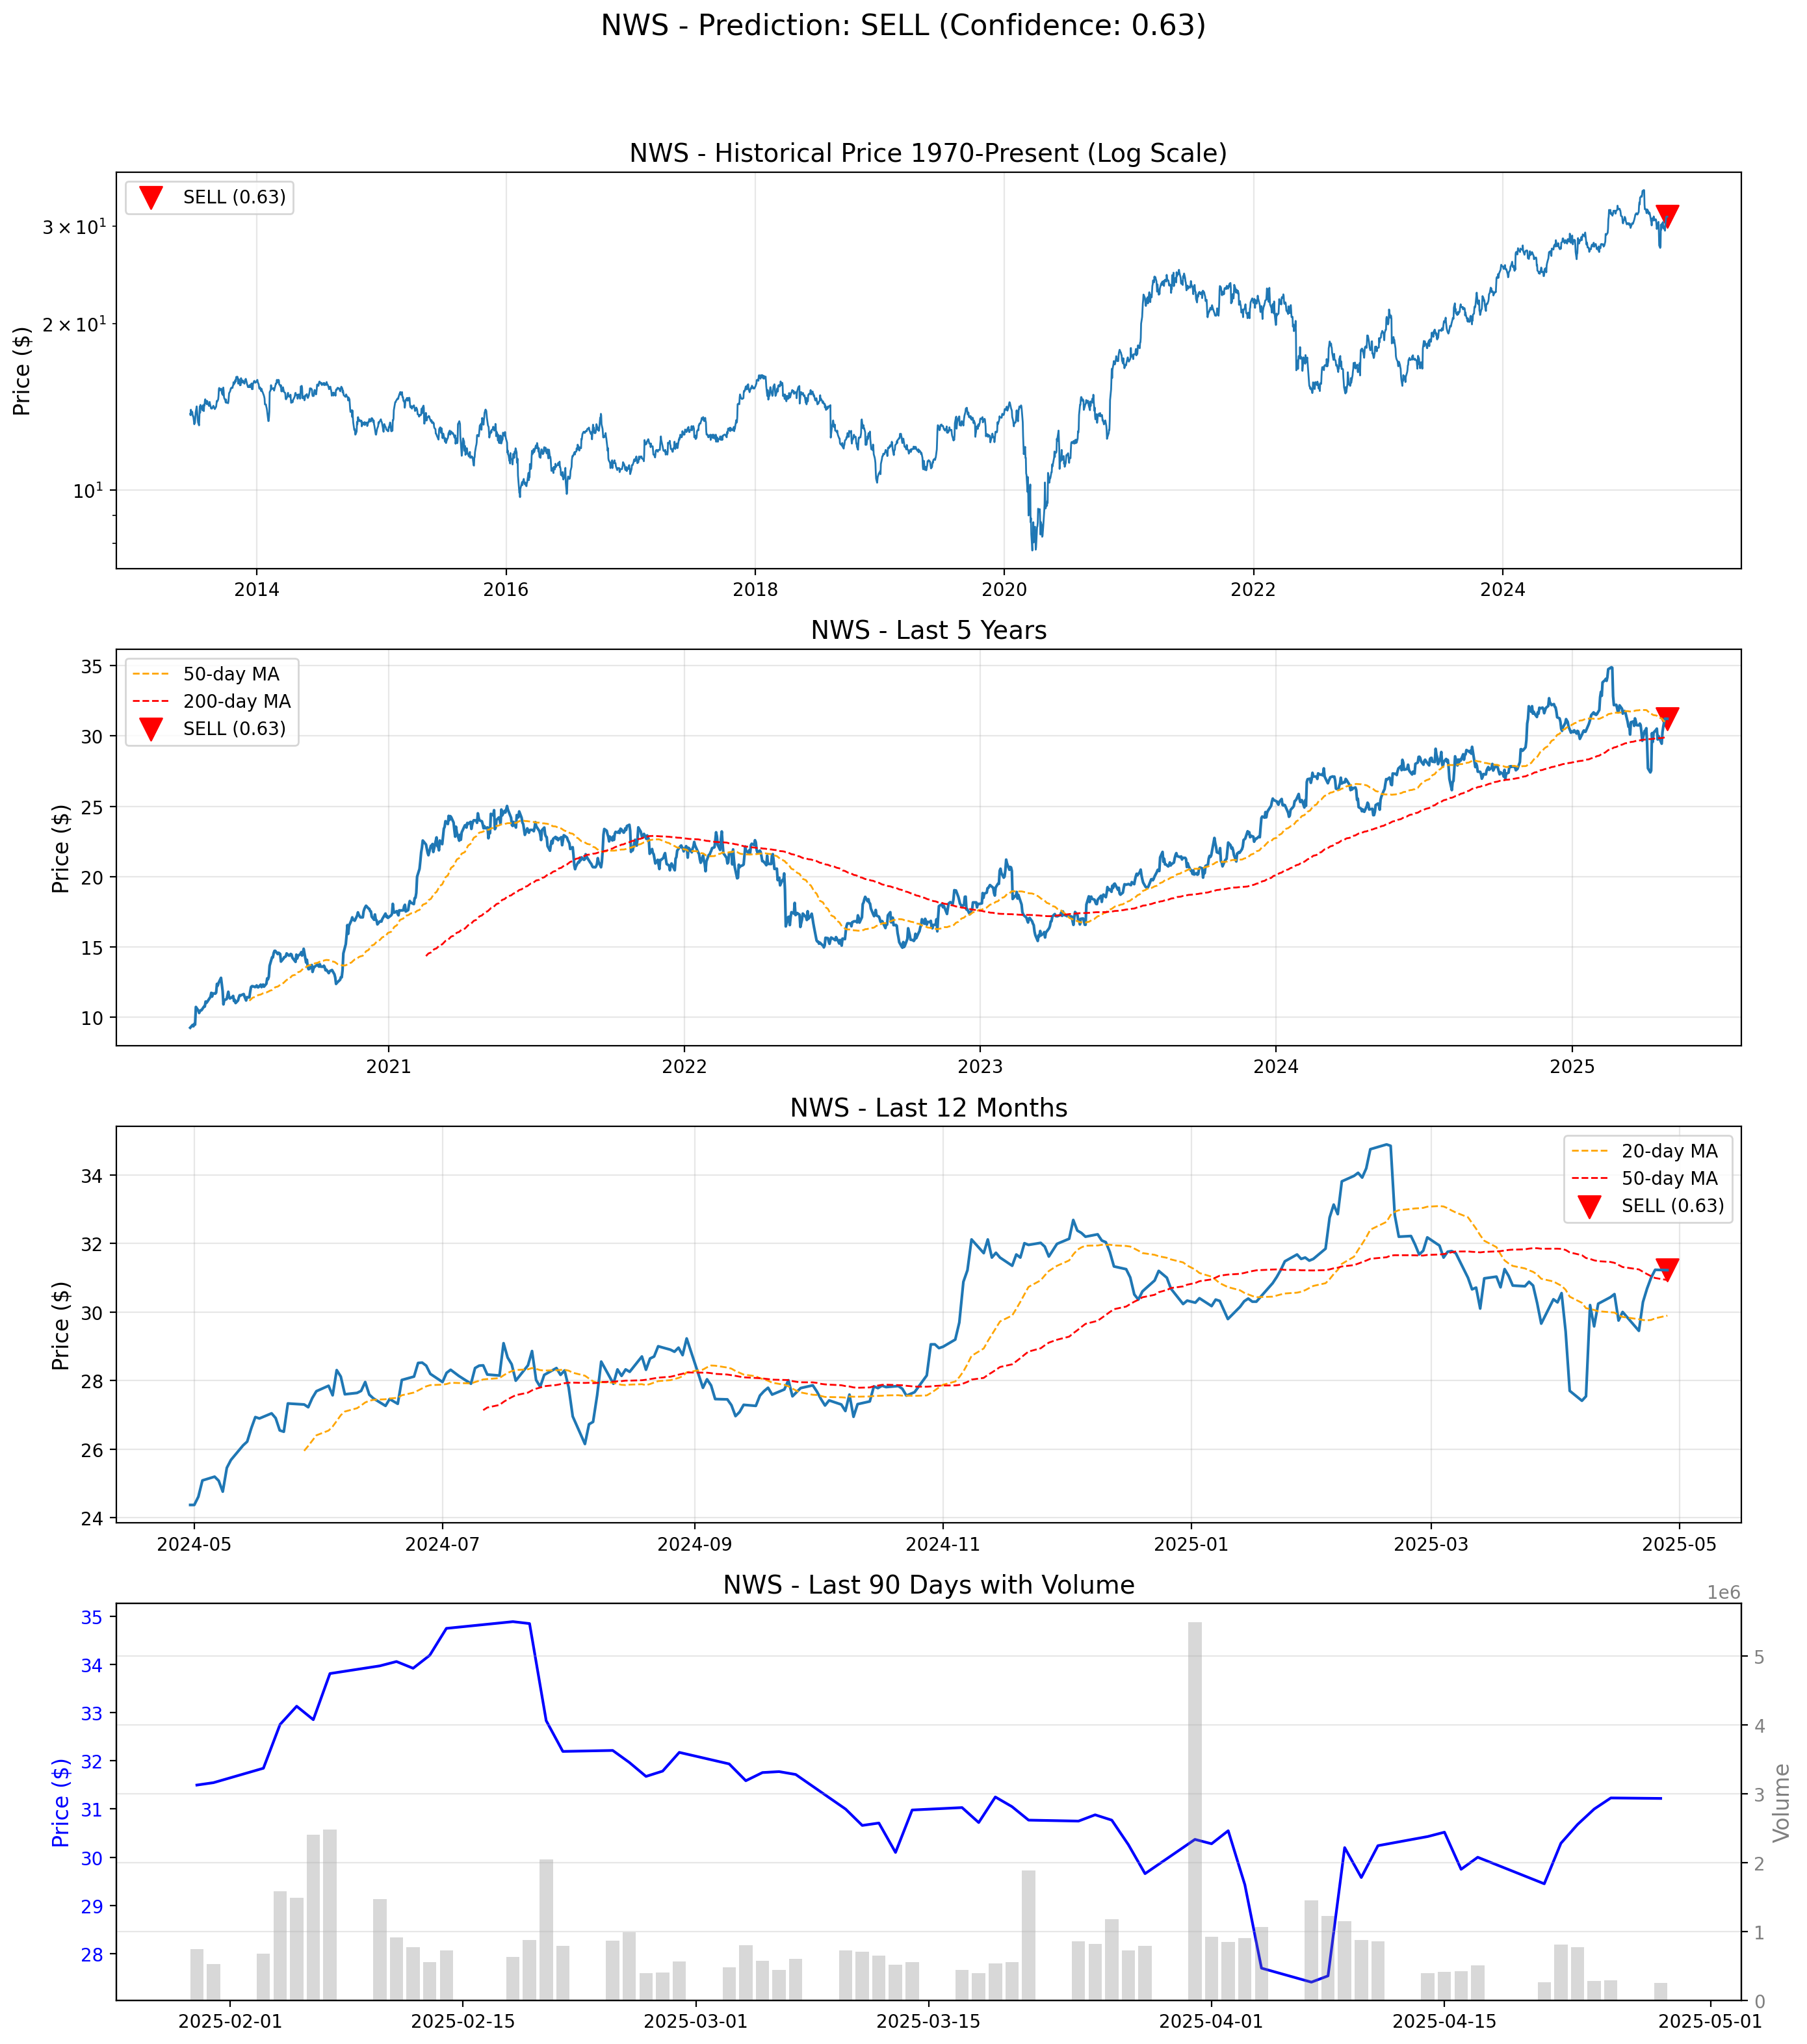 NWS - Prediction: SELL (Confidence: 0.63)
NWS - Historical Price 1970-Present (Log Scale)
SELL (0.63)
Price ($)
3 × 10¹
2 × 10¹
10¹
2014 2016 2018 2020 2022 2024
NWS - Last 5 Years
50-day MA
200-day MA
SELL (0.63)
Price ($)
35
30
25
20
15
10
2021 2022 2023 2024 2025
NWS - Last 12 Months
20-day MA
50-day MA
SELL (0.63)
Price ($)
34
32
30
28
26
24
2024-05 2024-07 2024-09 2024-11 2025-01 2025-03 2025-05
NWS - Last 90 Days with Volume
1e6
Price ($)
35
34
33
32
31
30
29
28
5
4
3
2
1
0
Volume
2025-02-01 2025-02-15 2025-03-01 2025-03-15 2025-04-01 2025-04-15 2025-05-01